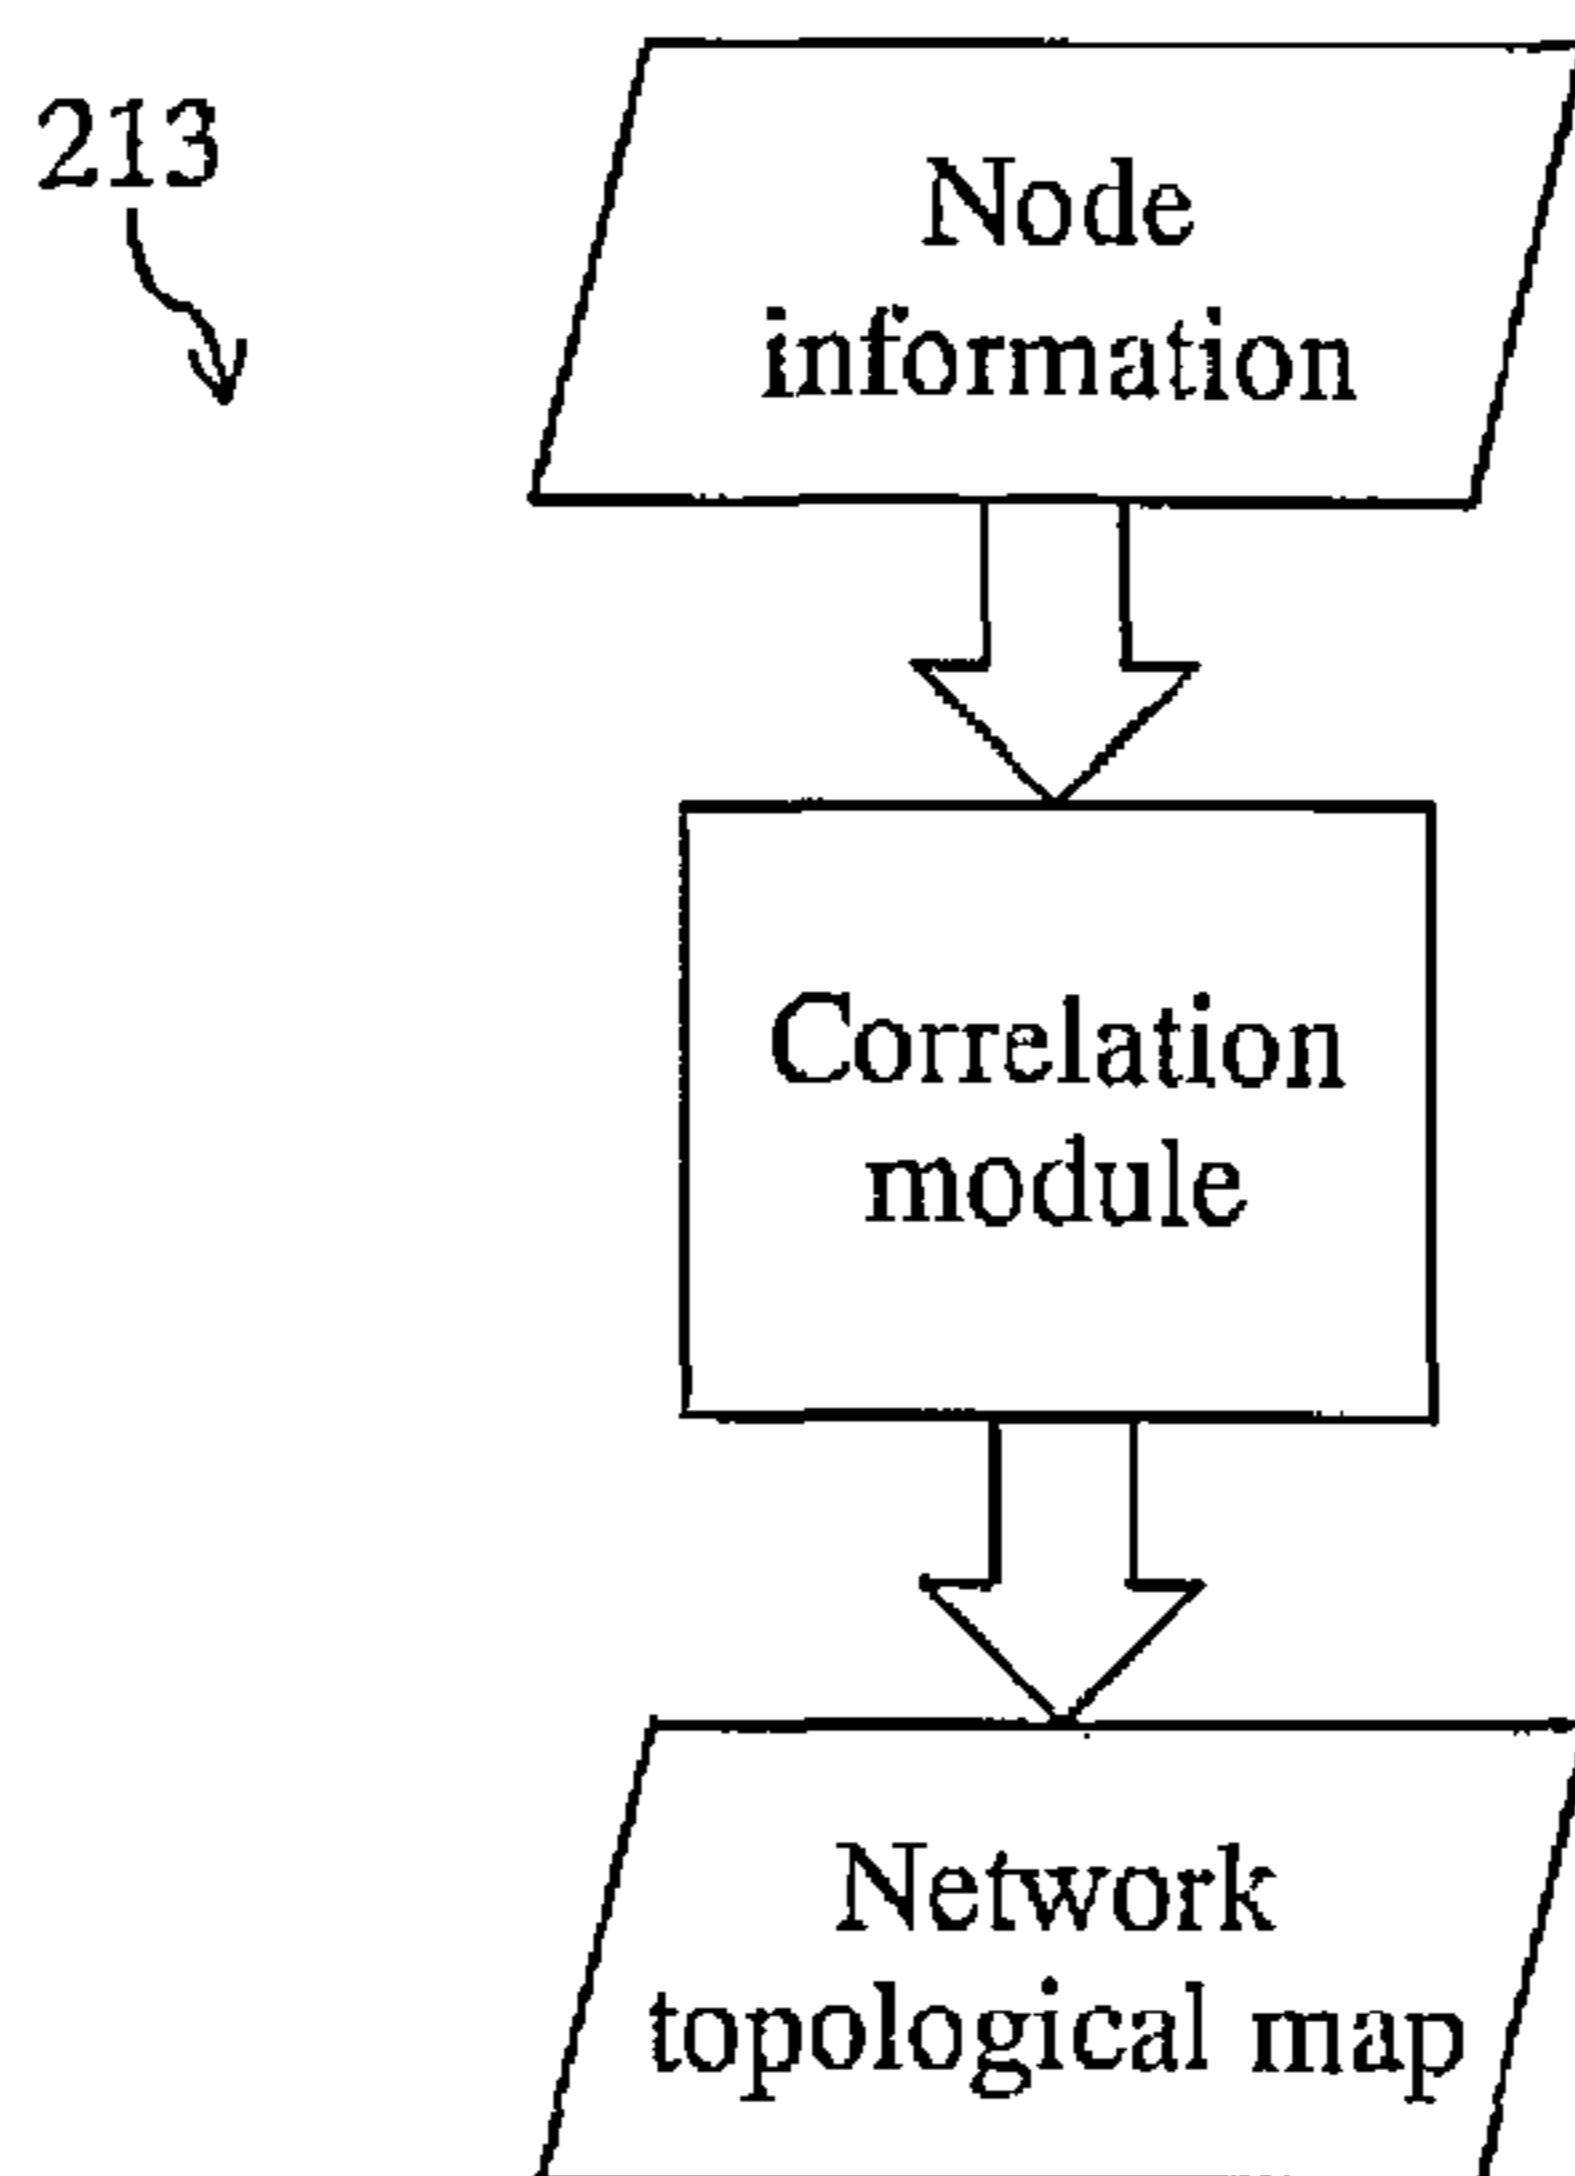 213
Node
information
Correlation
module
Network
topological map